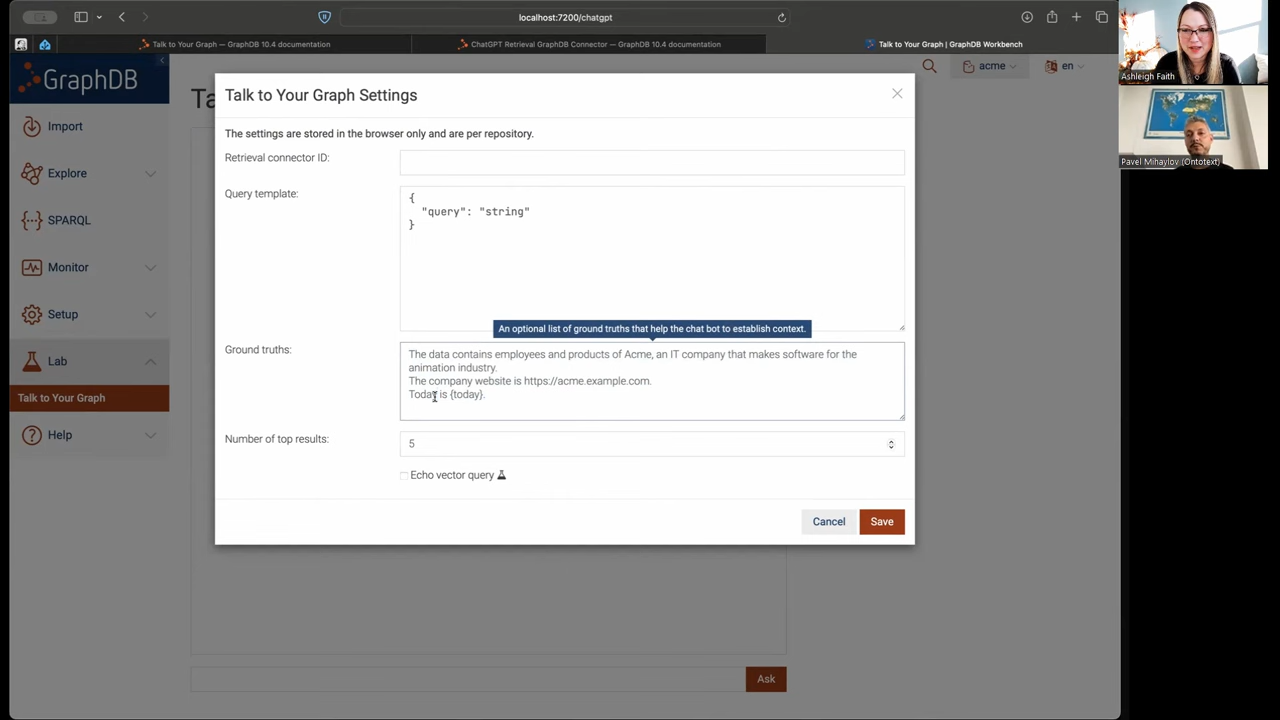 localhost:7200/chatgpt
Talk to Your Graph — GraphDB 10.4 documentation
ChatGPT Retrieval GraphDB Connector — GraphDB 10.4 documentation
Talk to Your Graph | GraphDB Workbench
Ashleigh Faith
Pavel Mihaylov (Ontotext)
GraphDB
Import
Explore
SPARQL
Monitor
Setup
Lab
Talk to Your Graph
Help
Ta
acme
en
Talk to Your Graph Settings
The settings are stored in the browser only and are per repository.
Retrieval connector ID:
Query template:
{
"query": "string"
}
An optional list of ground truths that help the chat bot to establish context.
Ground truths:
The data contains employees and products of Acme, an IT company that makes software for the
animation industry.
The company website is https://acme.example.com.
Today is {today}.
Number of top results:
5
Echo vector query
Cancel
Save
Ask